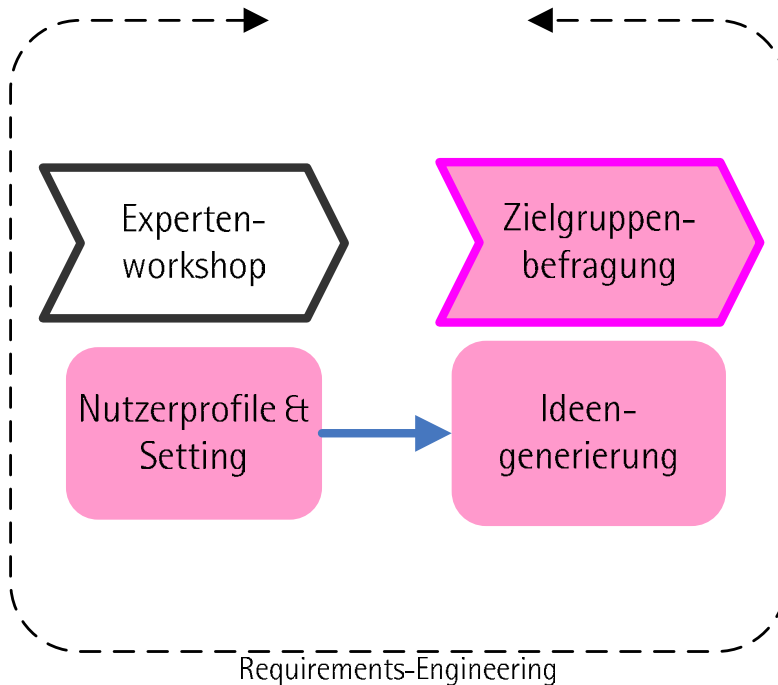 Experten-
workshop
Zielgruppen-
befragung
Nutzerprofile &
Setting
Ideen-
generierung
Requirements-Engineering